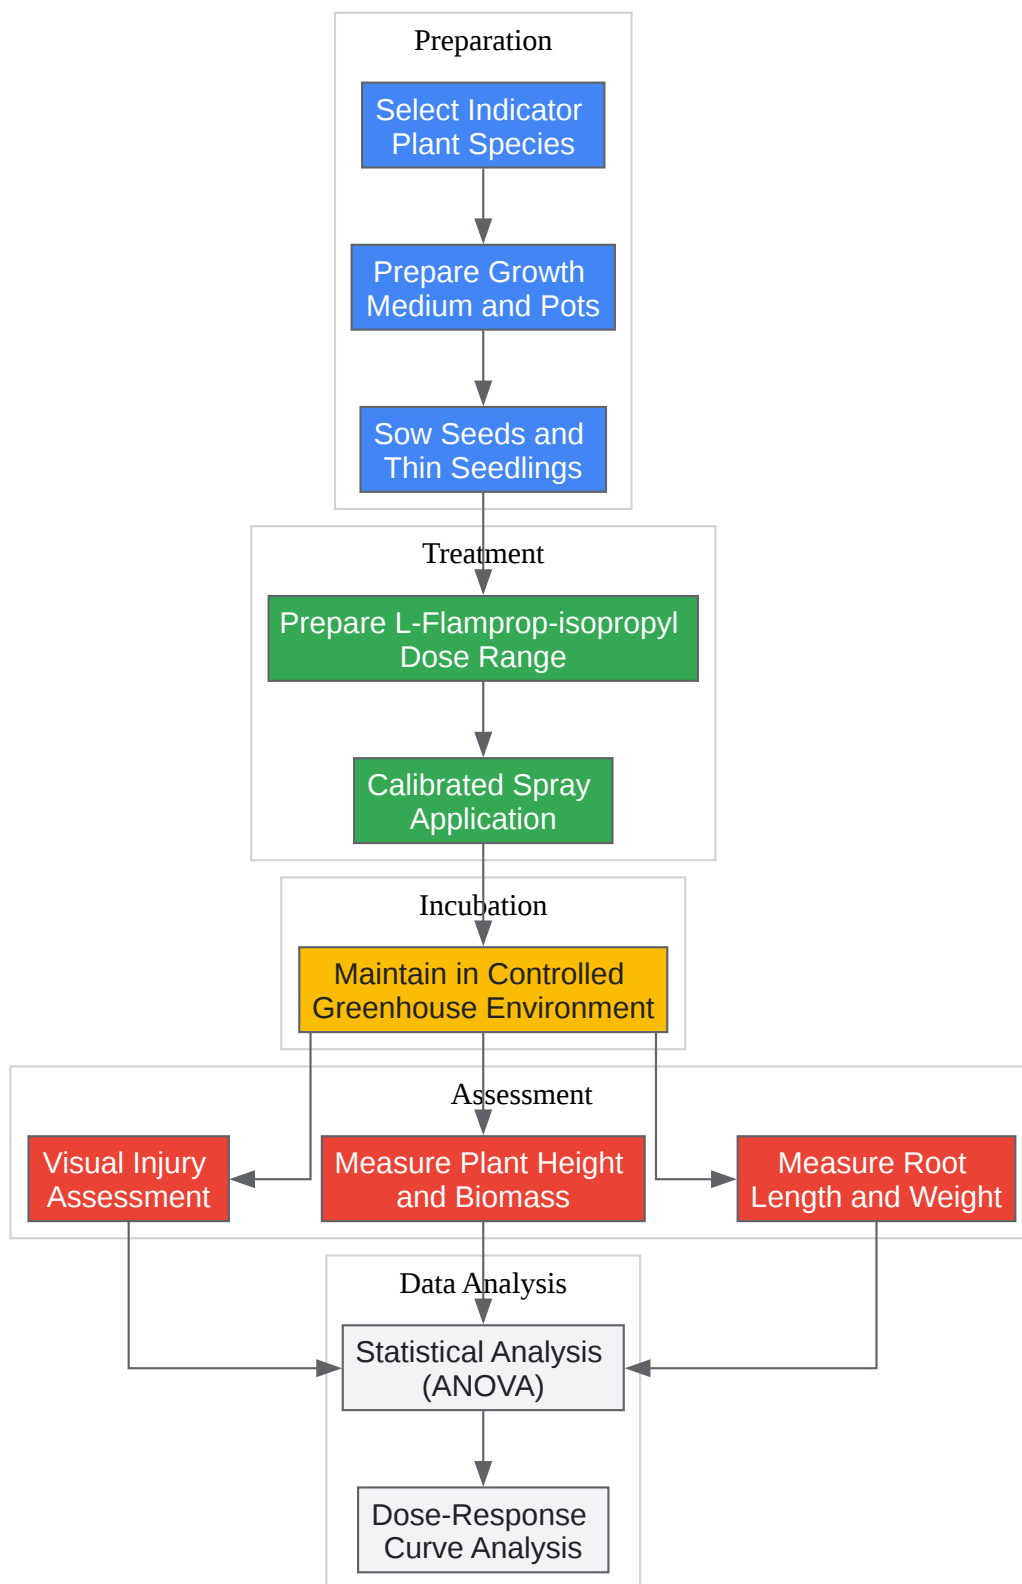 Preparation
Select Indicator
Plant Species
Prepare Growth
Medium and Pots
Sow Seeds and
Thin Seedlings
Treatment
Prepare L-Flamprop-isopropyl
Dose Range
Calibrated Spray
Application
Incubation
Maintain in Controlled
Greenhouse Environment
Assessment
Visual Injury
Assessment
Measure Plant Height
and Biomass
Measure Root
Length and Weight
Data Analysis
Statistical Analysis
(ANOVA)
Dose-Response
Curve Analysis